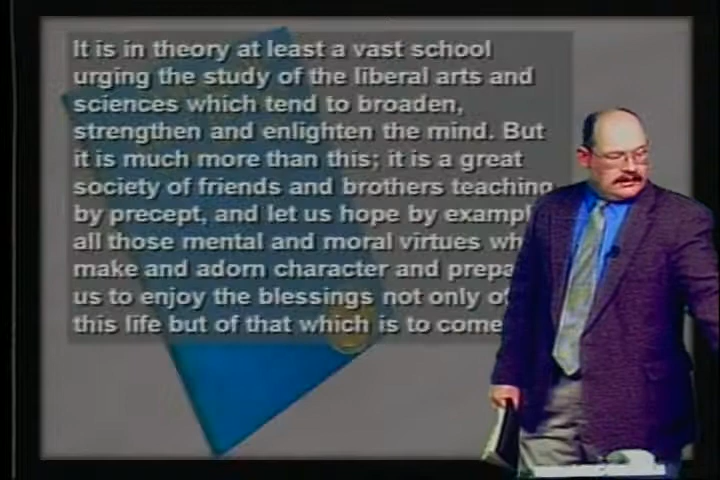 It is in theory at least a vast school
urging the study of the liberal arts and
sciences which tend to broaden,
strengthen and enlighten the mind. But
it is much more than this; it is a great
society of friends and brothers teaching
by precept, and let us hope by exampl
all those mental and moral virtues wh
make and adorn character and prepa
us to enjoy the blessings not only of
this life but of that which is to come